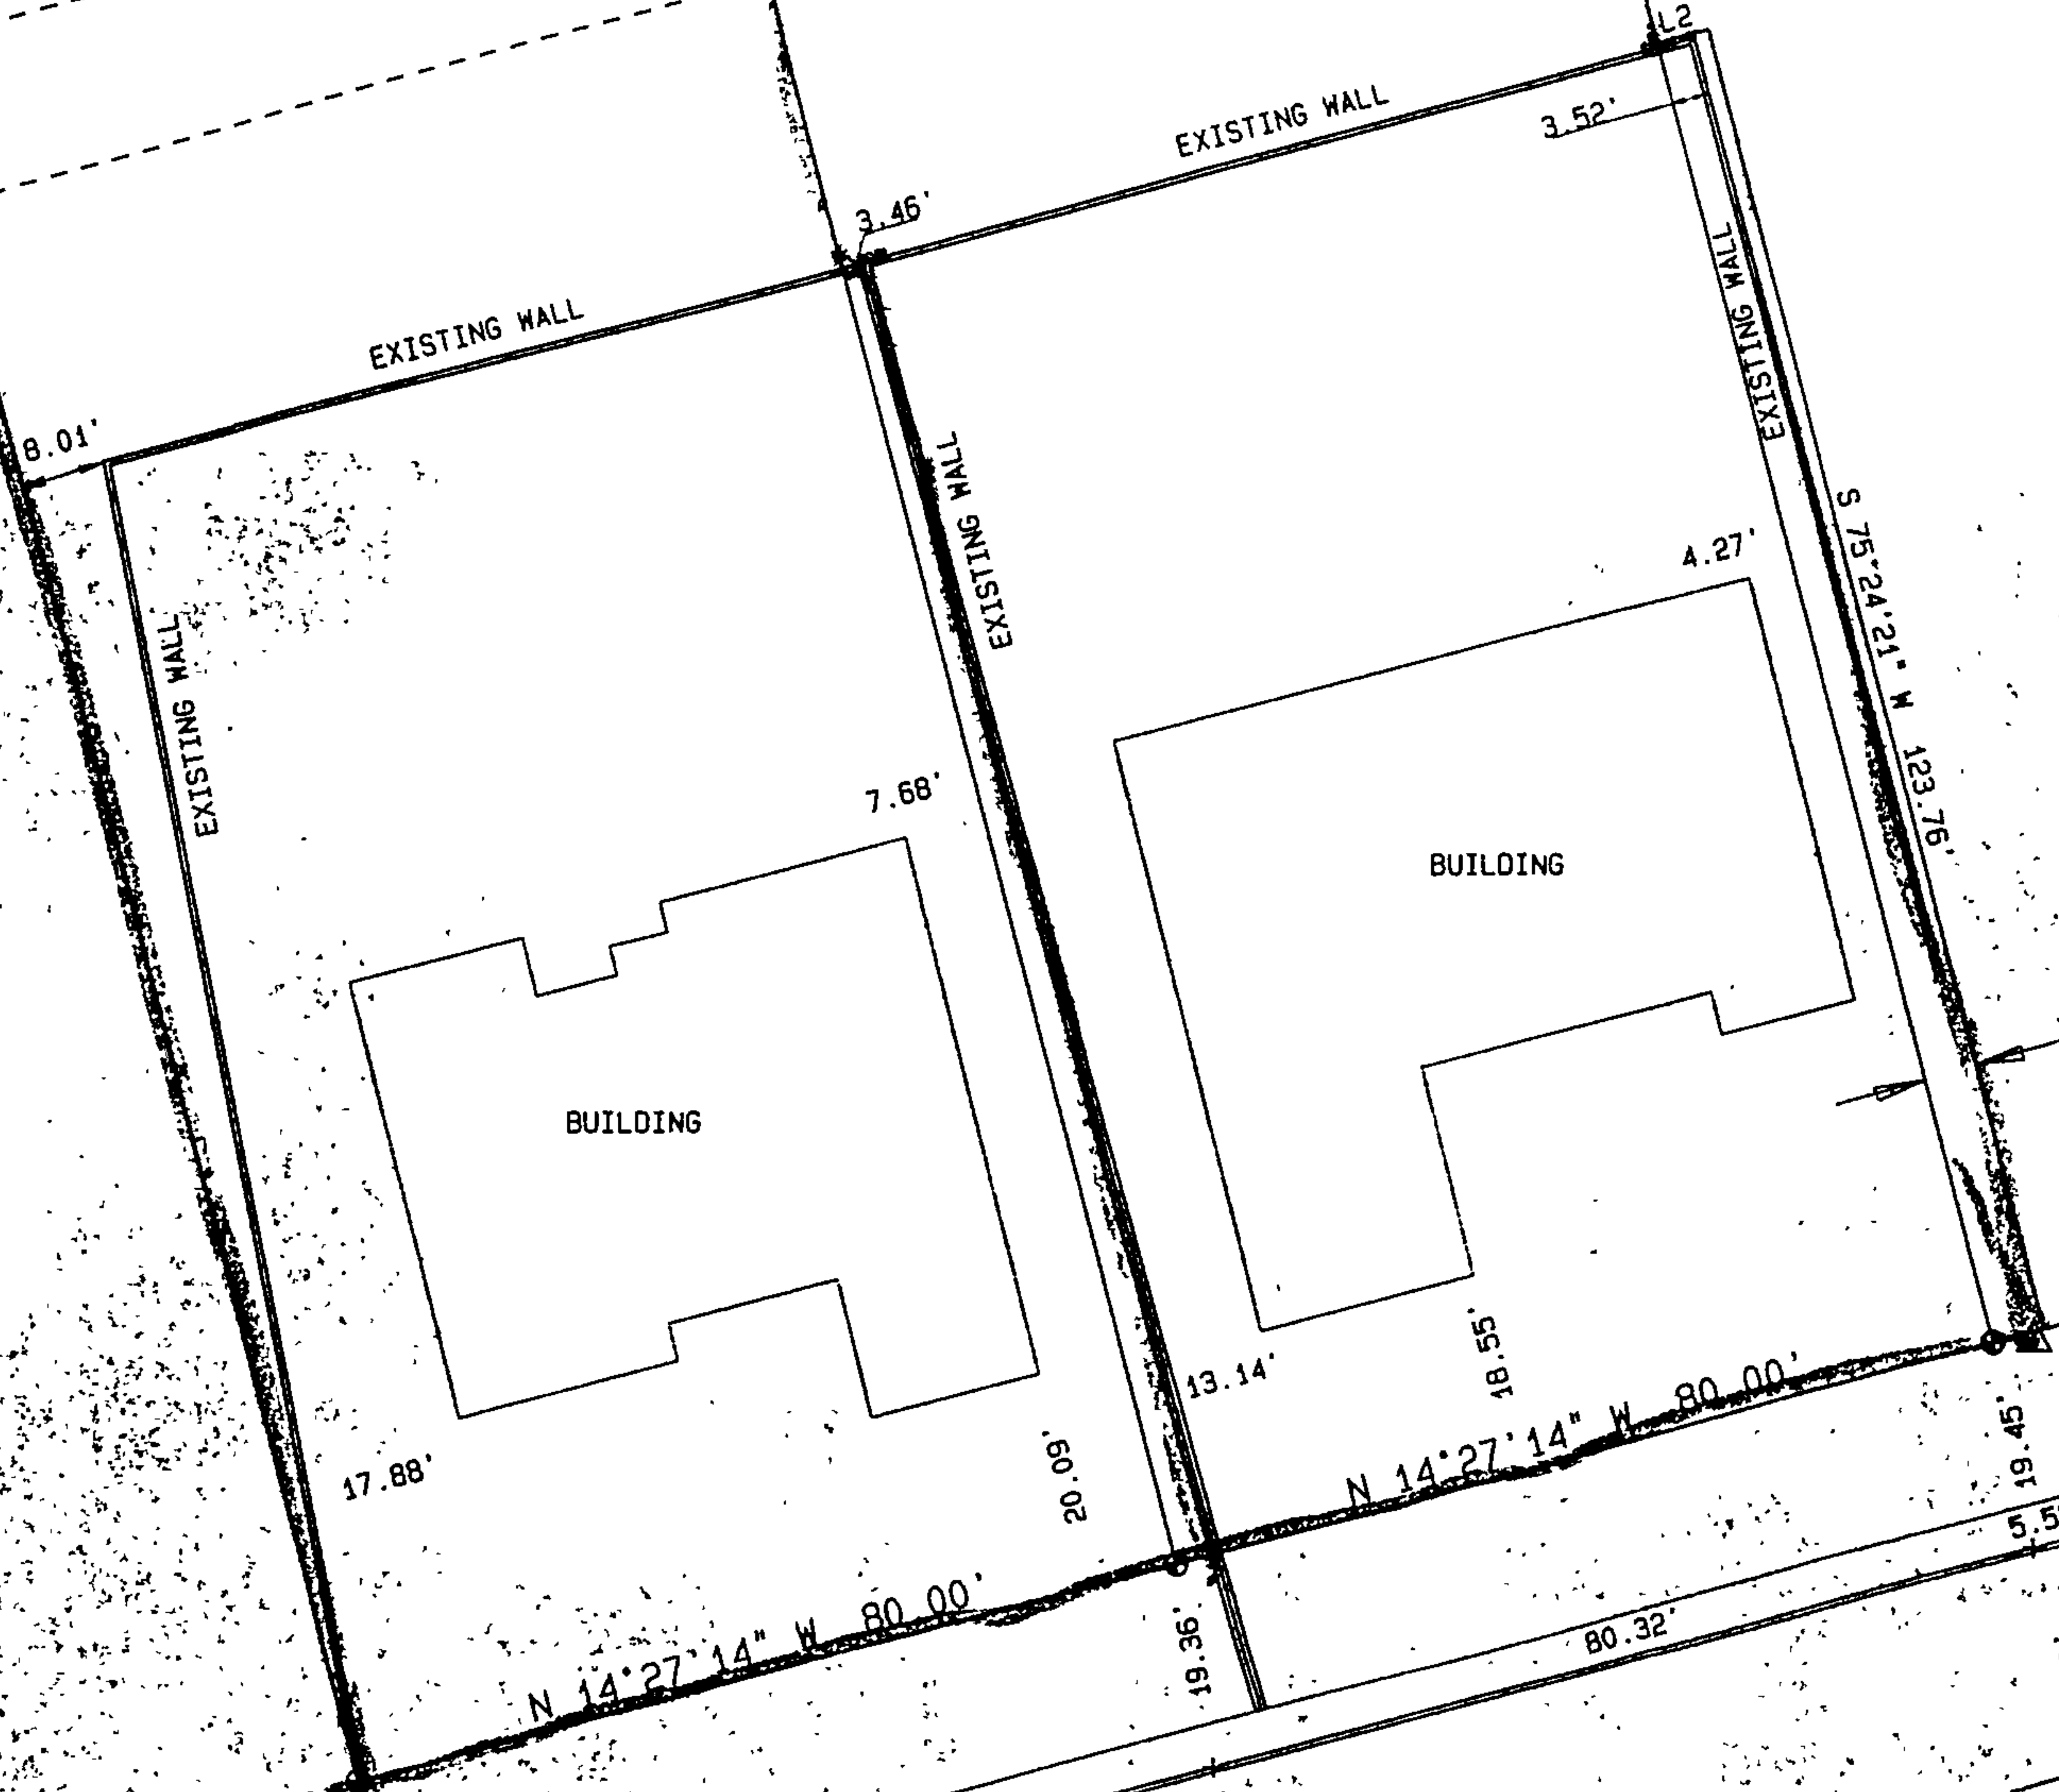 L2
EXISTING WALL
3.52'
3.46'
EXISTING WALL
EXISTING WALL
8.01'
EXISTING WALL
S 75°24'21" W 123.76'
4.27'
EXISTING WALL
7.68'
BUILDING
BUILDING
13.14'
18.55'
N 14°27'14" W 80.00'
19.45'
17.88'
20.09'
5.5
N 14°27'14" W 80.00'
19.36'
80.32'